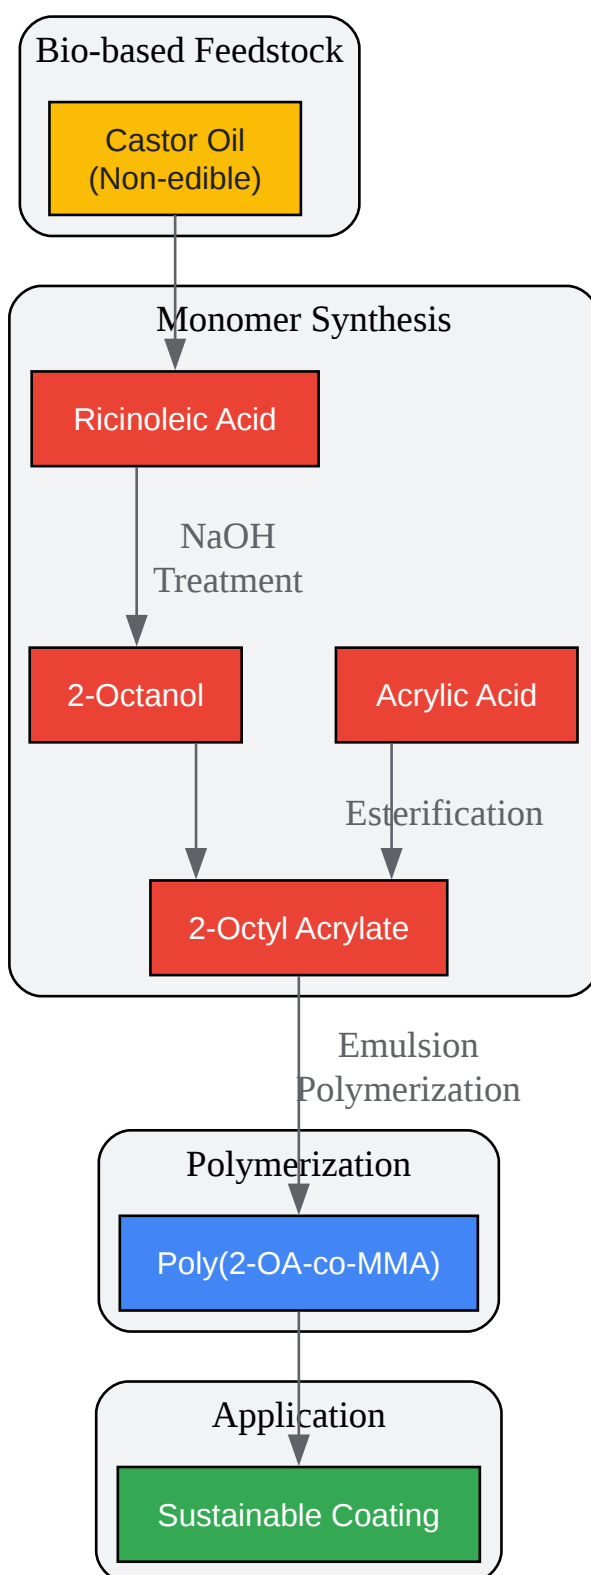 Bio-based Feedstock
Castor Oil
(Non-edible)
Monomer Synthesis
Ricinoleic Acid
NaOH
Treatment
2-Octanol
Acrylic Acid
Esterification
2-Octyl Acrylate
Emulsion
Polymerization
Polymerization
Poly(2-OA-co-MMA)
Application
Sustainable Coating